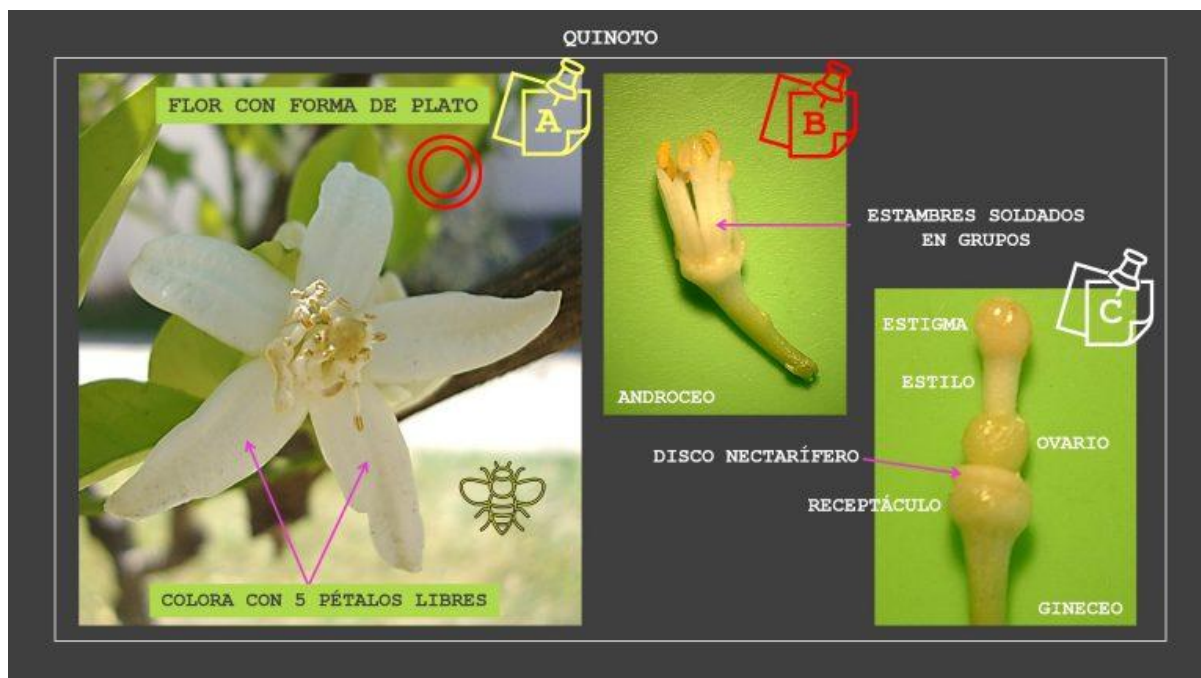 QUINOTO
FLOR CON FORMA DE PLATO
A
COLORA CON 5 PÉTALOS LIBRES
B
ESTAMBRES SOLDADOS
EN GRUPOS
ANDROCEO
C
ESTIGMA
ESTILO
OVARIO
DISCO NECTARÍFERO
RECEPTÁCULO
GINECEO